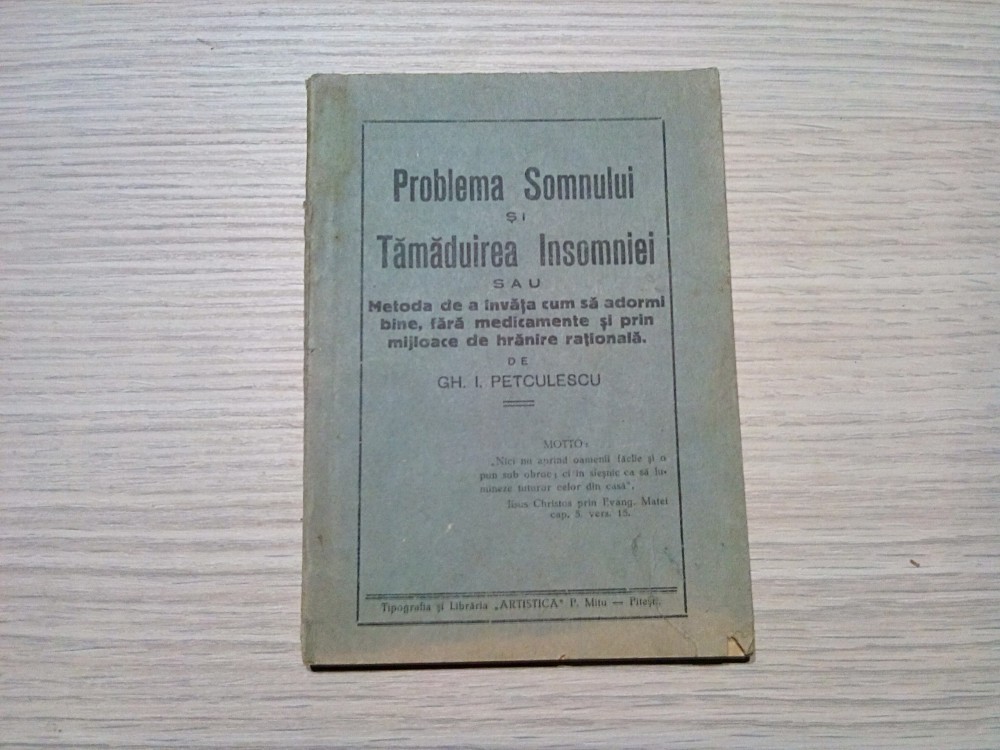 Problema Somnului
ȘI
Tămăduirea Insomniei
SAU
Metoda de a învăța cum să adormi
bine, fără medicamente și prin
mijloace de hrănire rațională.
DE
GH. I. PETCULESCU
MOTTO:
„Nici nu aprind oamenii făclie și o
pun sub obroc; ci în sfeșnic ca să lu-
mineze tuturor celor din casă".
Iisus Christos prin Evang. Matei
cap. 5. vers. 15.
Tipografia și Librăria „ARTISTICA" P. Mitu — Pitești.